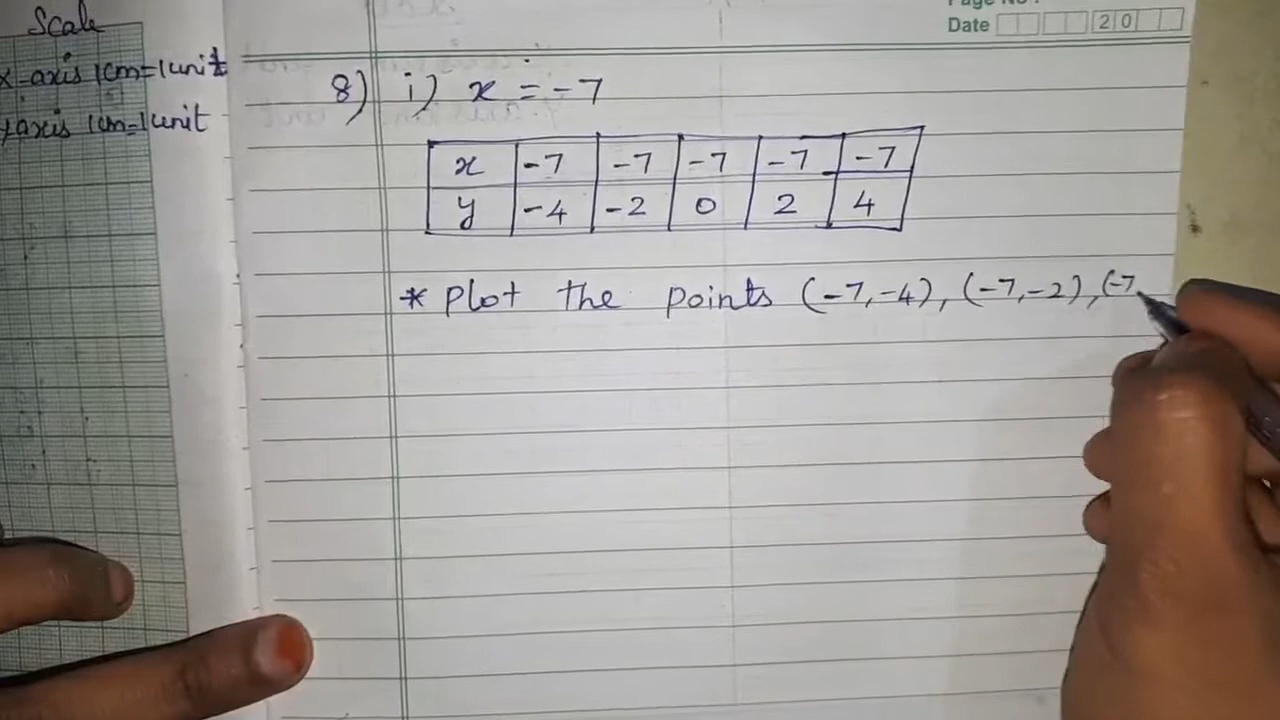 Scale
x-axis 1cm=1unit
y axis 1cm=1unit
Date 20
8) i) x = -7
x -7 -7 -7 -7 -7
y -4 -2 0 2 4
* Plot the points (-7,-4), (-7,-2), (-7